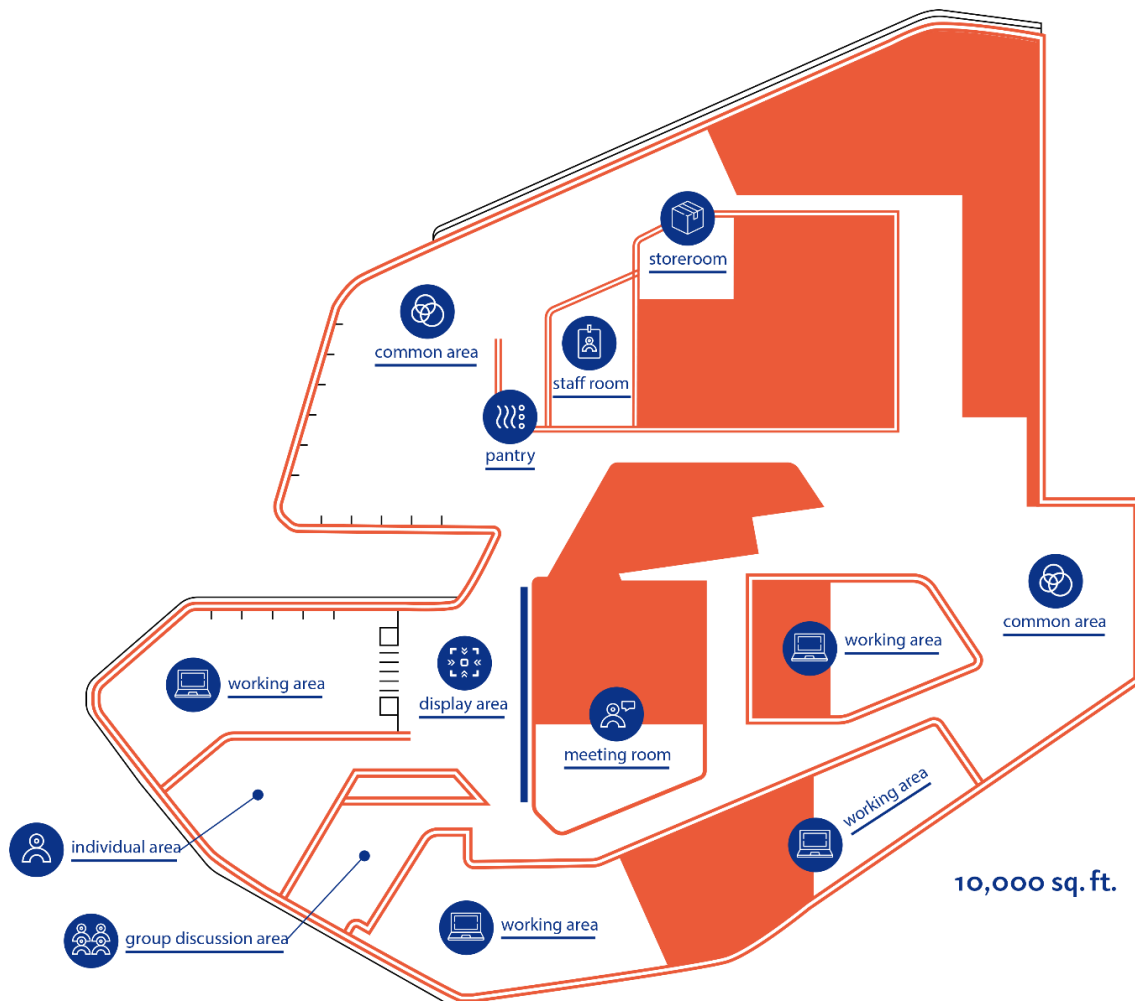 storeroom
common area
staff room
pantry
common area
working area
working area
display area
meeting room
working area
individual area
10,000 sq. ft.
working area
group discussion area